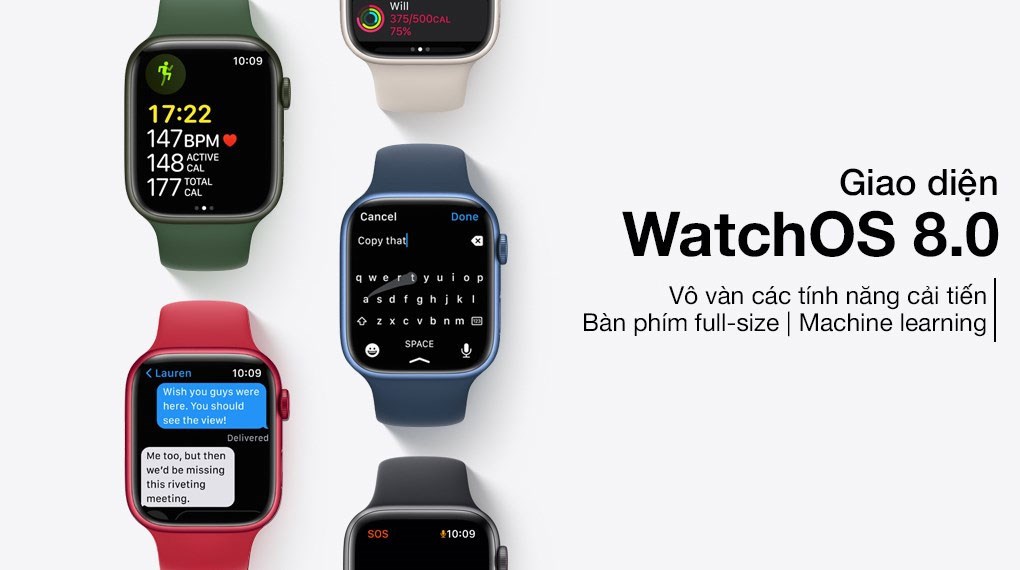 Will
375/500CAL
75%
10:09
17:22
147BPM
148 ACTIVE CAL
177 TOTAL CAL
Cancel Done
Copy that
q w e r t y u i o p
a s d f g h j k l
z x c v b n m 123
SPACE
Lauren 10:09
Wish you guys were
here. You should
see the view!
Delivered
Me too, but then
we'd be missing
this riveting
meeting.
SOS 10:09
Giao diện
WatchOS 8.0
Vô vàn các tính năng cải tiến
Bàn phím full-size | Machine learning